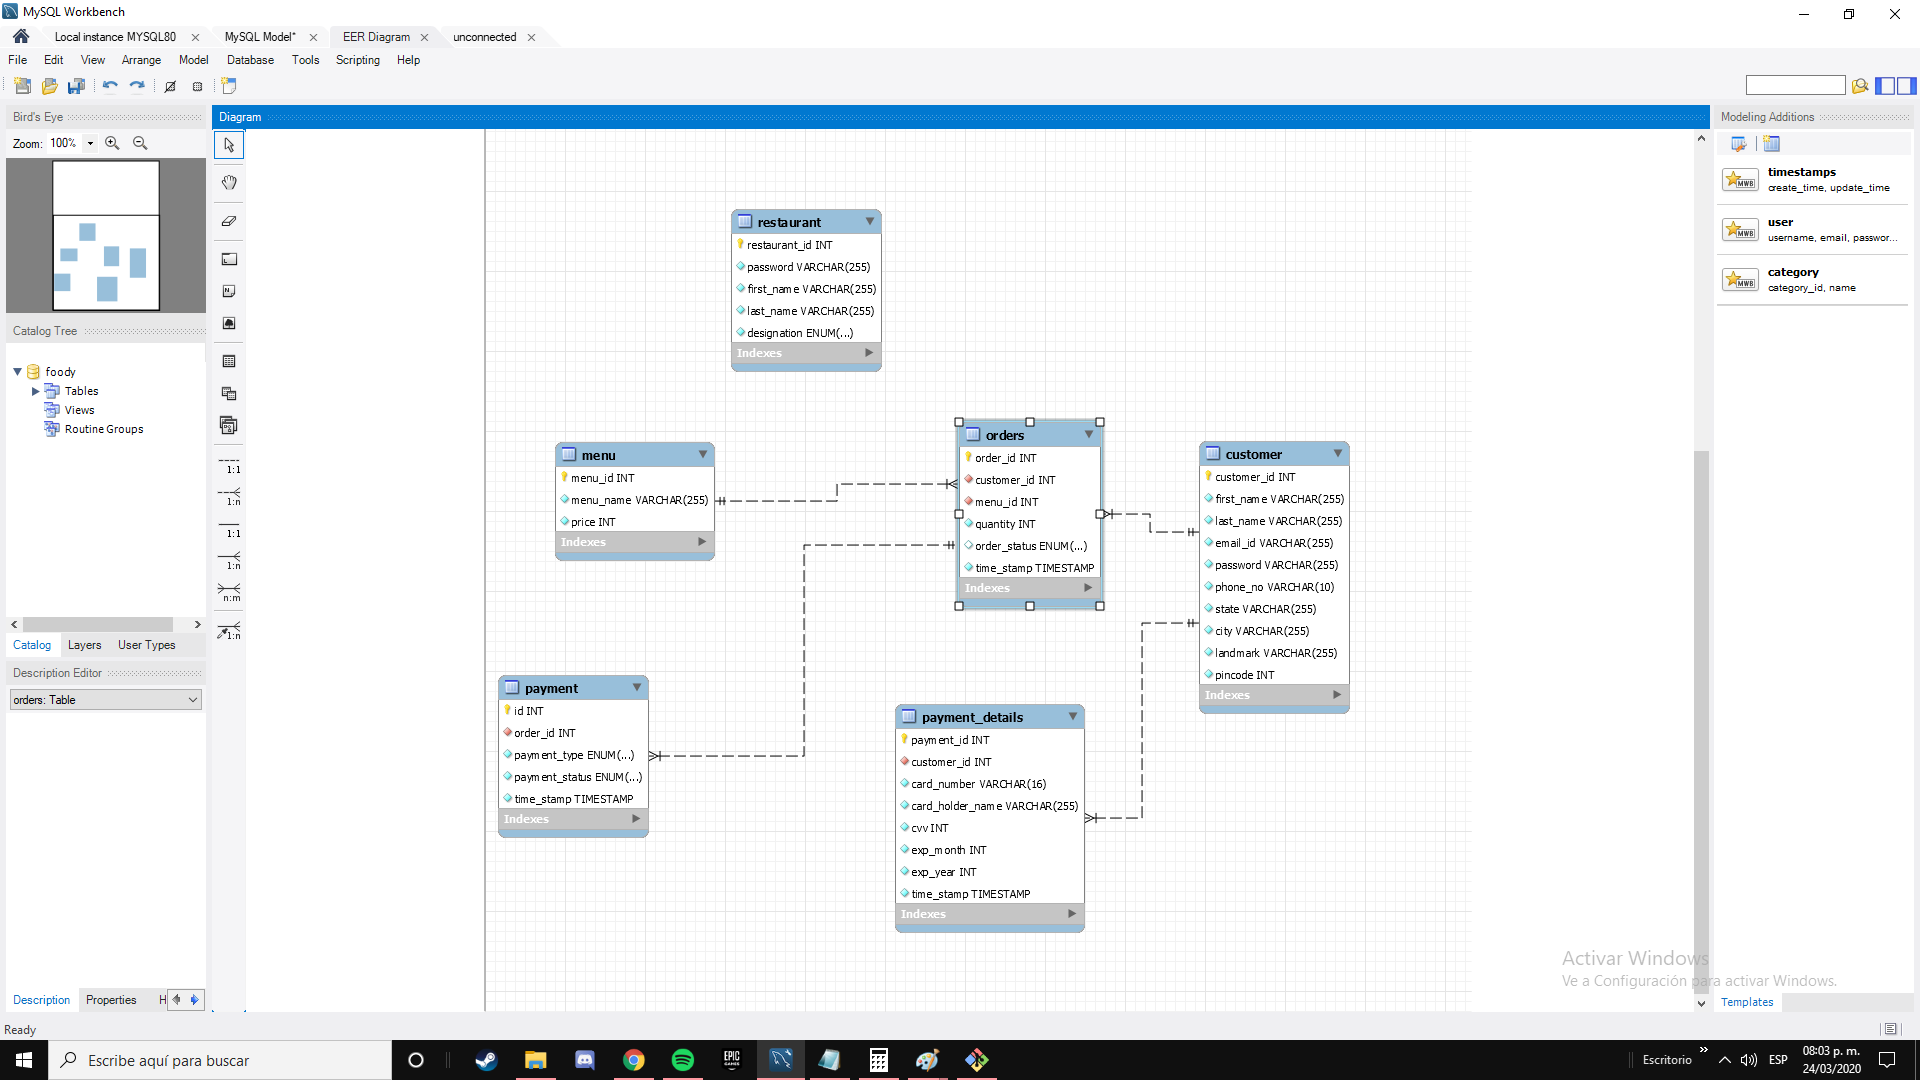 MySQL Workbench
Local instance MYSQL80
MySQL Model*
EER Diagram
unconnected
File Edit View Arrange Model Database Tools Scripting Help
Bird's Eye
Zoom: 100%
Catalog Tree
foody
Tables
Views
Routine Groups
Catalog Layers User Types
Description Editor
orders: Table
Description Properties H
Ready
Diagram
1:1
1:n
1:1
1:n
n:m
1:n
restaurant
restaurant_id INT
password VARCHAR(255)
first_name VARCHAR(255)
last_name VARCHAR(255)
designation ENUM(...)
Indexes
menu
menu_id INT
menu_name VARCHAR(255)
price INT
Indexes
orders
order_id INT
customer_id INT
menu_id INT
quantity INT
order_status ENUM(...)
time_stamp TIMESTAMP
Indexes
customer
customer_id INT
first_name VARCHAR(255)
last_name VARCHAR(255)
email_id VARCHAR(255)
password VARCHAR(255)
phone_no VARCHAR(10)
state VARCHAR(255)
city VARCHAR(255)
landmark VARCHAR(255)
pincode INT
Indexes
payment
id INT
order_id INT
payment_type ENUM(...)
payment_status ENUM(...)
time_stamp TIMESTAMP
Indexes
payment_details
payment_id INT
customer_id INT
card_number VARCHAR(16)
card_holder_name VARCHAR(255)
cvv INT
exp_month INT
exp_year INT
time_stamp TIMESTAMP
Indexes
Modeling Additions
MWB
timestamps
create_time, update_time
MWB
user
username, email, passwor...
MWB
category
category_id, name
Activar Windows
Ve a Configuración para activar Windows.
Templates
Escribe aquí para buscar
EPIC
GAMES
Escritorio
ESP
08:03 p. m.
24/03/2020